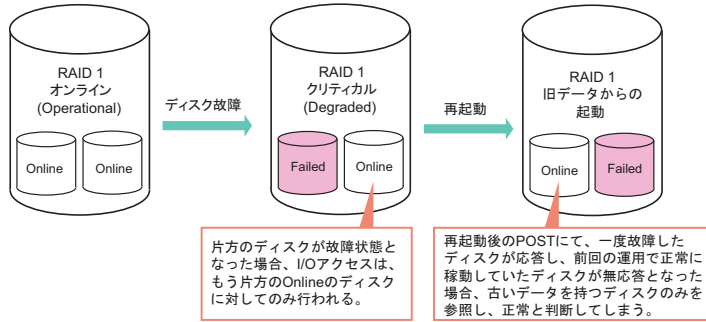 RAID 1
オンライン
(Operational)
Online
Online
ディスク故障
RAID 1
クリティカル
(Degraded)
Failed
Online
再起動
RAID 1
旧データからの
起動
Online
Failed
片方のディスクが故障状態と
なった場合、I/Oアクセスは、
もう片方のOnlineのディスク
に対してのみ行われる。
再起動後のPOSTにて、一度故障した
ディスクが応答し、前回の運用で正常に
稼動していたディスクが無応答となった
場合、古いデータを持つディスクのみを
参照し、正常と判断してしまう。